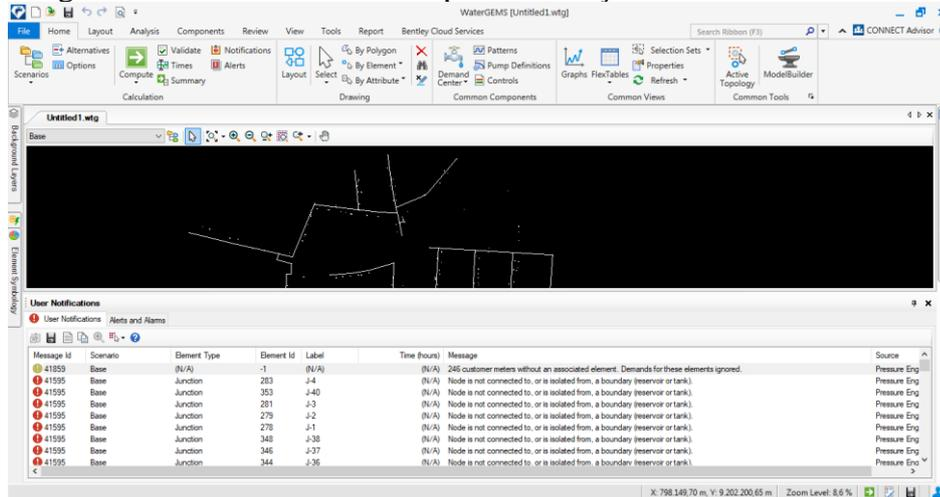 WaterGEMS [Untitled1.wtg]
File Home Layout Analysis Components Review View Tools Report Bentley Cloud Services Search Ribbon (F3) CONNECT Advisor
Scenarios
Alternatives
Options
Compute
Validate
Times
Summary
Notifications
Alerts
Calculation
Layout
Select
By Polygon
By Element
By Attribute
Drawing
Demand Center
Patterns
Pump Definitions
Controls
Common Components
Graphs
FlexTables
Selection Sets
Properties
Refresh
Common Views
Active Topology
ModelBuilder
Common Tools
Untitled1.wtg
Base
Background Layers
Element Symbology
User Notifications
User Notifications Alerts and Alarms
Message Id Scenario Element Type Element Id Label Time (hours) Message Source
41859 Base (N/A) -1 (N/A) (N/A) 246 customer meters without an associated element. Demands for these elements ignored. Pressure Eng
41595 Base Junction 283 J-4 (N/A) Node is not connected to, or is isolated from, a boundary (reservoir or tank). Pressure Eng
41595 Base Junction 353 J-40 (N/A) Node is not connected to, or is isolated from, a boundary (reservoir or tank). Pressure Eng
41595 Base Junction 281 J-3 (N/A) Node is not connected to, or is isolated from, a boundary (reservoir or tank). Pressure Eng
41595 Base Junction 279 J-2 (N/A) Node is not connected to, or is isolated from, a boundary (reservoir or tank). Pressure Eng
41595 Base Junction 278 J-1 (N/A) Node is not connected to, or is isolated from, a boundary (reservoir or tank). Pressure Eng
41595 Base Junction 348 J-38 (N/A) Node is not connected to, or is isolated from, a boundary (reservoir or tank). Pressure Eng
41595 Base Junction 346 J-37 (N/A) Node is not connected to, or is isolated from, a boundary (reservoir or tank). Pressure Eng
41595 Base Junction 344 J-36 (N/A) Node is not connected to, or is isolated from, a boundary (reservoir or tank). Pressure Eng
X: 798.149,70 m, Y: 9.202.200,65 m Zoom Level: 8,6 %